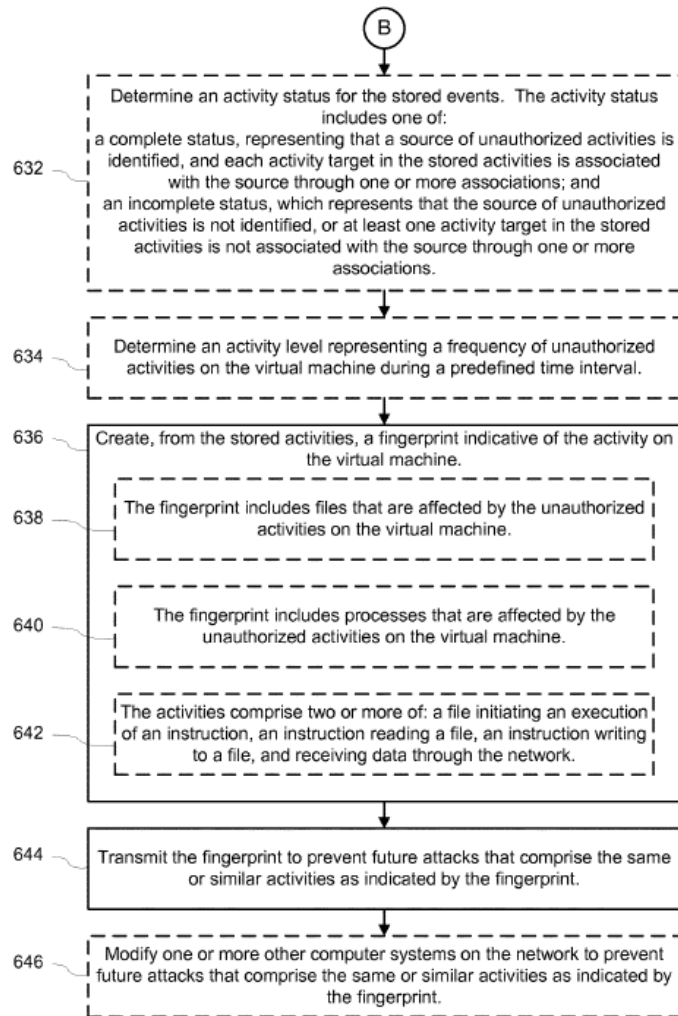 B
Determine an activity status for the stored events. The activity status
includes one of:
a complete status, representing that a source of unauthorized activities is
identified, and each activity target in the stored activities is associated
with the source through one or more associations; and
an incomplete status, which represents that the source of unauthorized
activities is not identified, or at least one activity target in the stored
activities is not associated with the source through one or more
associations.
632
Determine an activity level representing a frequency of unauthorized
activities on the virtual machine during a predefined time interval.
634
636
Create, from the stored activities, a fingerprint indicative of the activity on
the virtual machine.
638
The fingerprint includes files that are affected by the unauthorized
activities on the virtual machine.
640
The fingerprint includes processes that are affected by the
unauthorized activities on the virtual machine.
642
The activities comprise two or more of: a file initiating an execution
of an instruction, an instruction reading a file, an instruction writing
to a file, and receiving data through the network.
644
Transmit the fingerprint to prevent future attacks that comprise the same
or similar activities as indicated by the fingerprint.
646
Modify one or more other computer systems on the network to prevent
future attacks that comprise the same or similar activities as indicated by
the fingerprint.